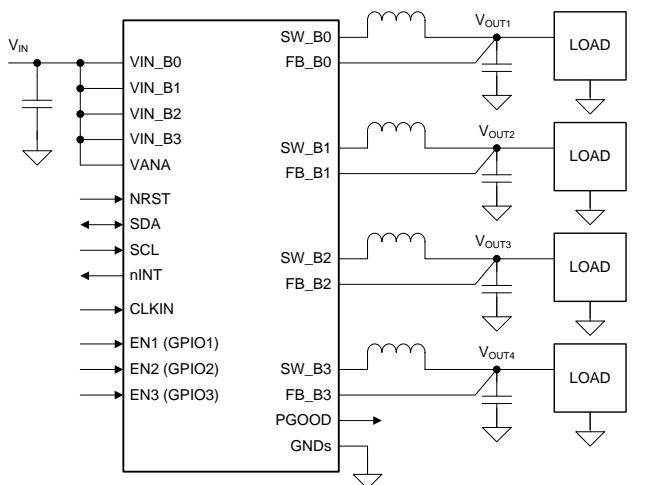 VIN
VIN_B0
VIN_B1
VIN_B2
VIN_B3
VANA
NRST
SDA
SCL
nINT
CLKIN
EN1 (GPIO1)
EN2 (GPIO2)
EN3 (GPIO3)
SW_B0
FB_B0
SW_B1
FB_B1
SW_B2
FB_B2
SW_B3
FB_B3
PGOOD
GNDs
VOUT1
LOAD
VOUT2
LOAD
VOUT3
LOAD
VOUT4
LOAD